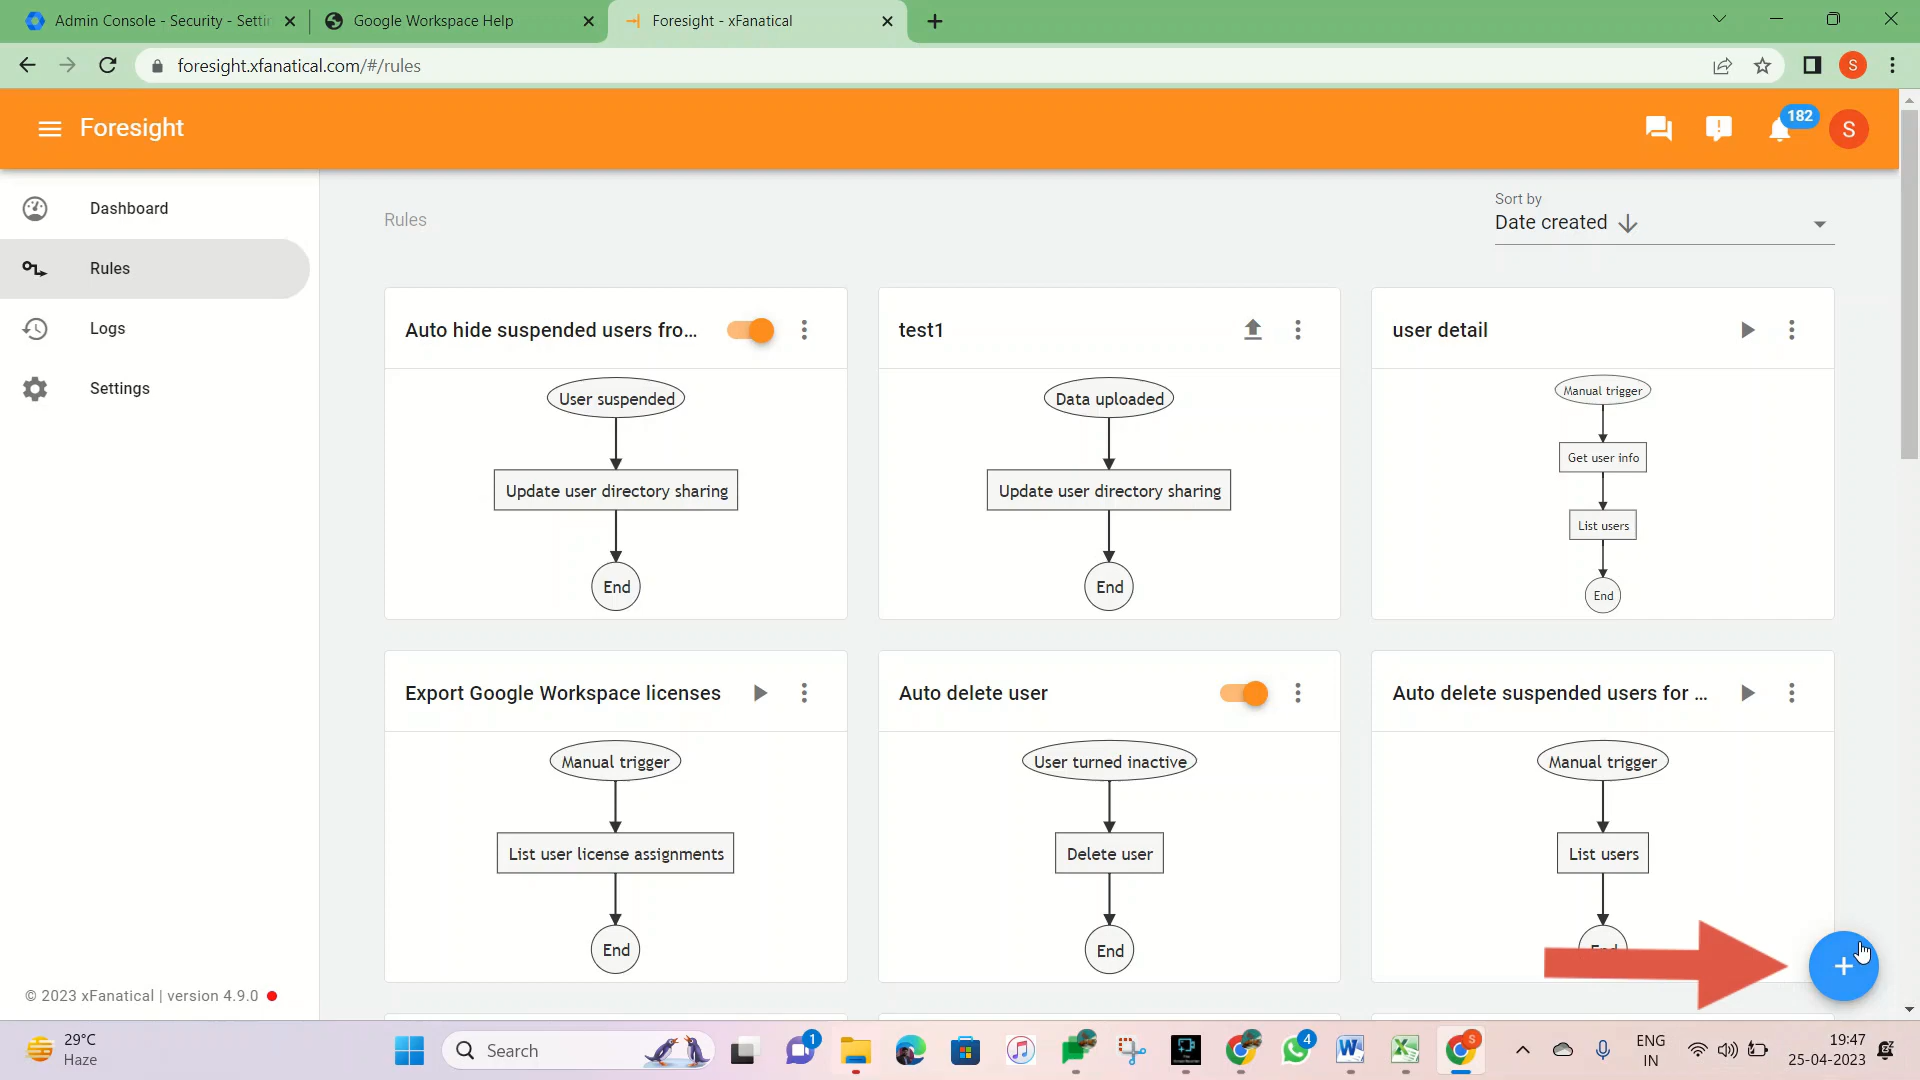 Admin Console - Security - Settin
Google Workspace Help
Foresight - xFanatical
foresight.xfanatical.com/#/rules
S
Foresight
182
S
Dashboard
Rules
Logs
Settings
Rules
Sort by
Date created
Auto hide suspended users fro...
User suspended
Update user directory sharing
End
test1
Data uploaded
Update user directory sharing
End
user detail
Manual trigger
Get user info
List users
End
Export Google Workspace licenses
Manual trigger
List user license assignments
End
Auto delete user
User turned inactive
Delete user
End
Auto delete suspended users for ...
Manual trigger
List users
End
© 2023 xFanatical | version 4.9.0
29°C
Haze
Search
1
4
S
ENG
IN
19:47
25-04-2023